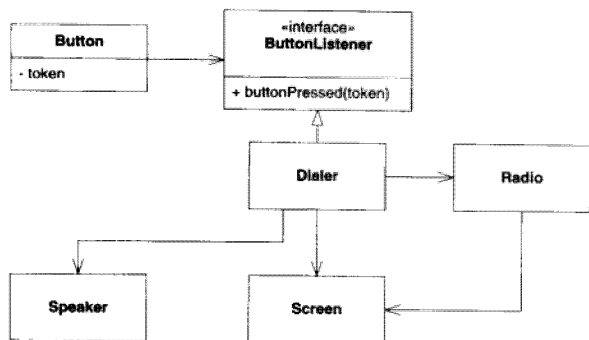 Button
- token
«interface»
ButtonListener
+ buttonPressed(token)
Dialer
Radio
Speaker
Screen